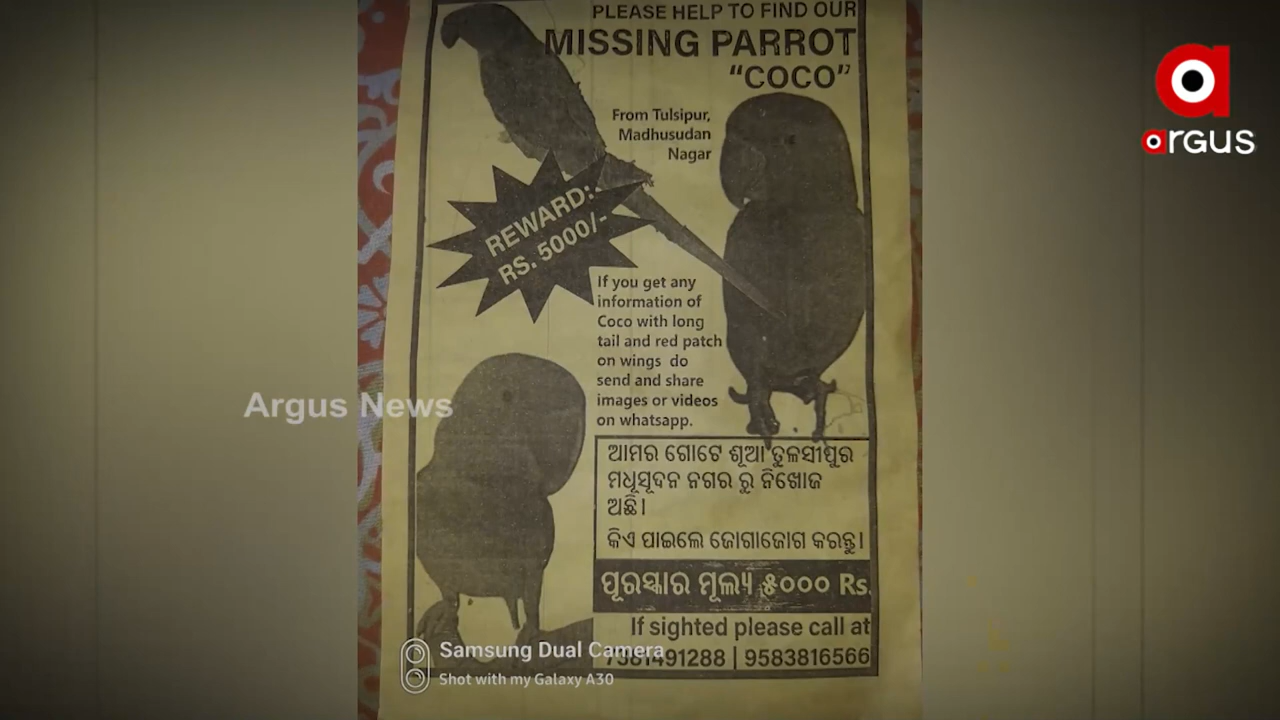 PLEASE HELP TO FIND OUR
MISSING PARROT
“COCO”
From Tulsipur,
Madhusudan
Nagar
REWARD:-
RS. 5000/-
If you get any
information of
Coco with long
tail and red patch
on wings do
send and share
images or videos
on whatsapp.
ଆମର ଗୋଟେ ଶୂଆ ତୁଳସୀପୁର
ମଧୂସୂଦନ ନଗର ରୁ ନିଖୋଜ
ଅଛି।
କିଏ ପାଇଲେ ଜୋଗାଜୋଗ କରନ୍ତୁ।
ପୂରସ୍କାର ମୂଲ୍ୟ ୫୦୦୦ Rs.
If sighted please call at
7381491288 | 9583816566
Samsung Dual Camera
Shot with my Galaxy A30
Argus News
argus